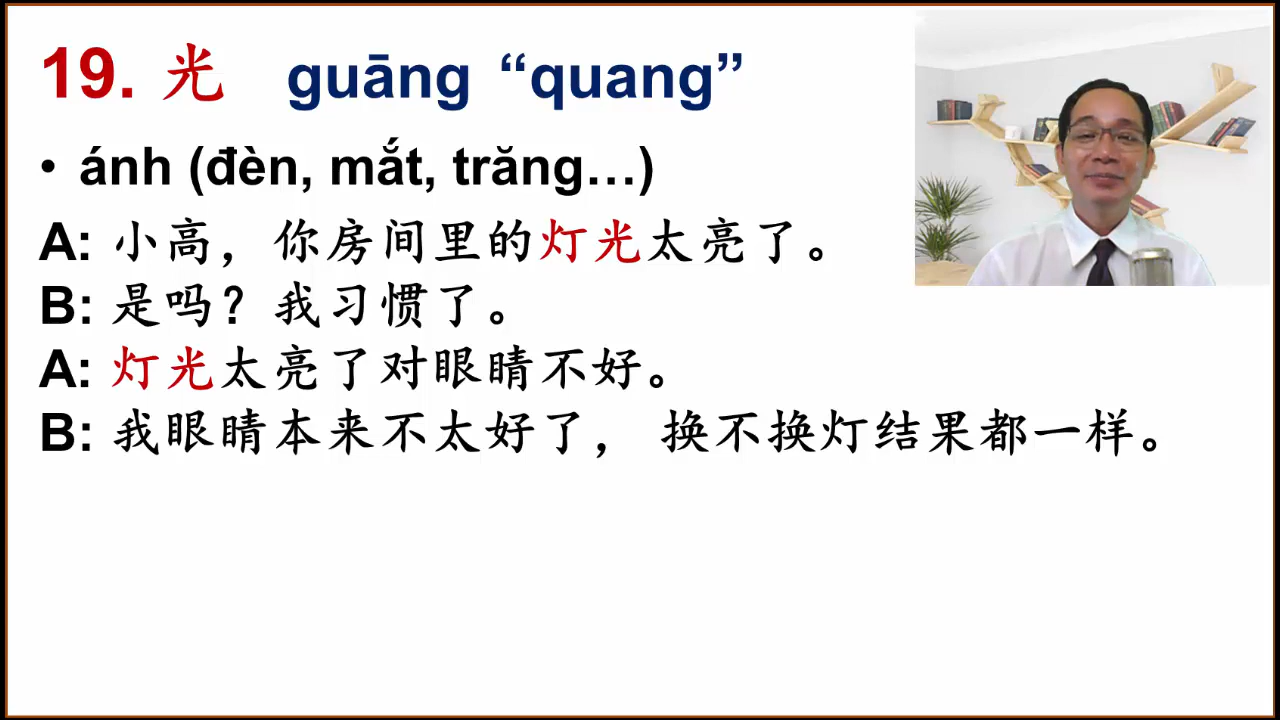 19. 光 guāng “quang”
• ánh (đèn, mắt, trăng…)
A: 小高，你房间里的灯光太亮了。
B: 是吗？我习惯了。
A: 灯光太亮了对眼睛不好。
B: 我眼睛本来不太好了， 换不换灯结果都一样。